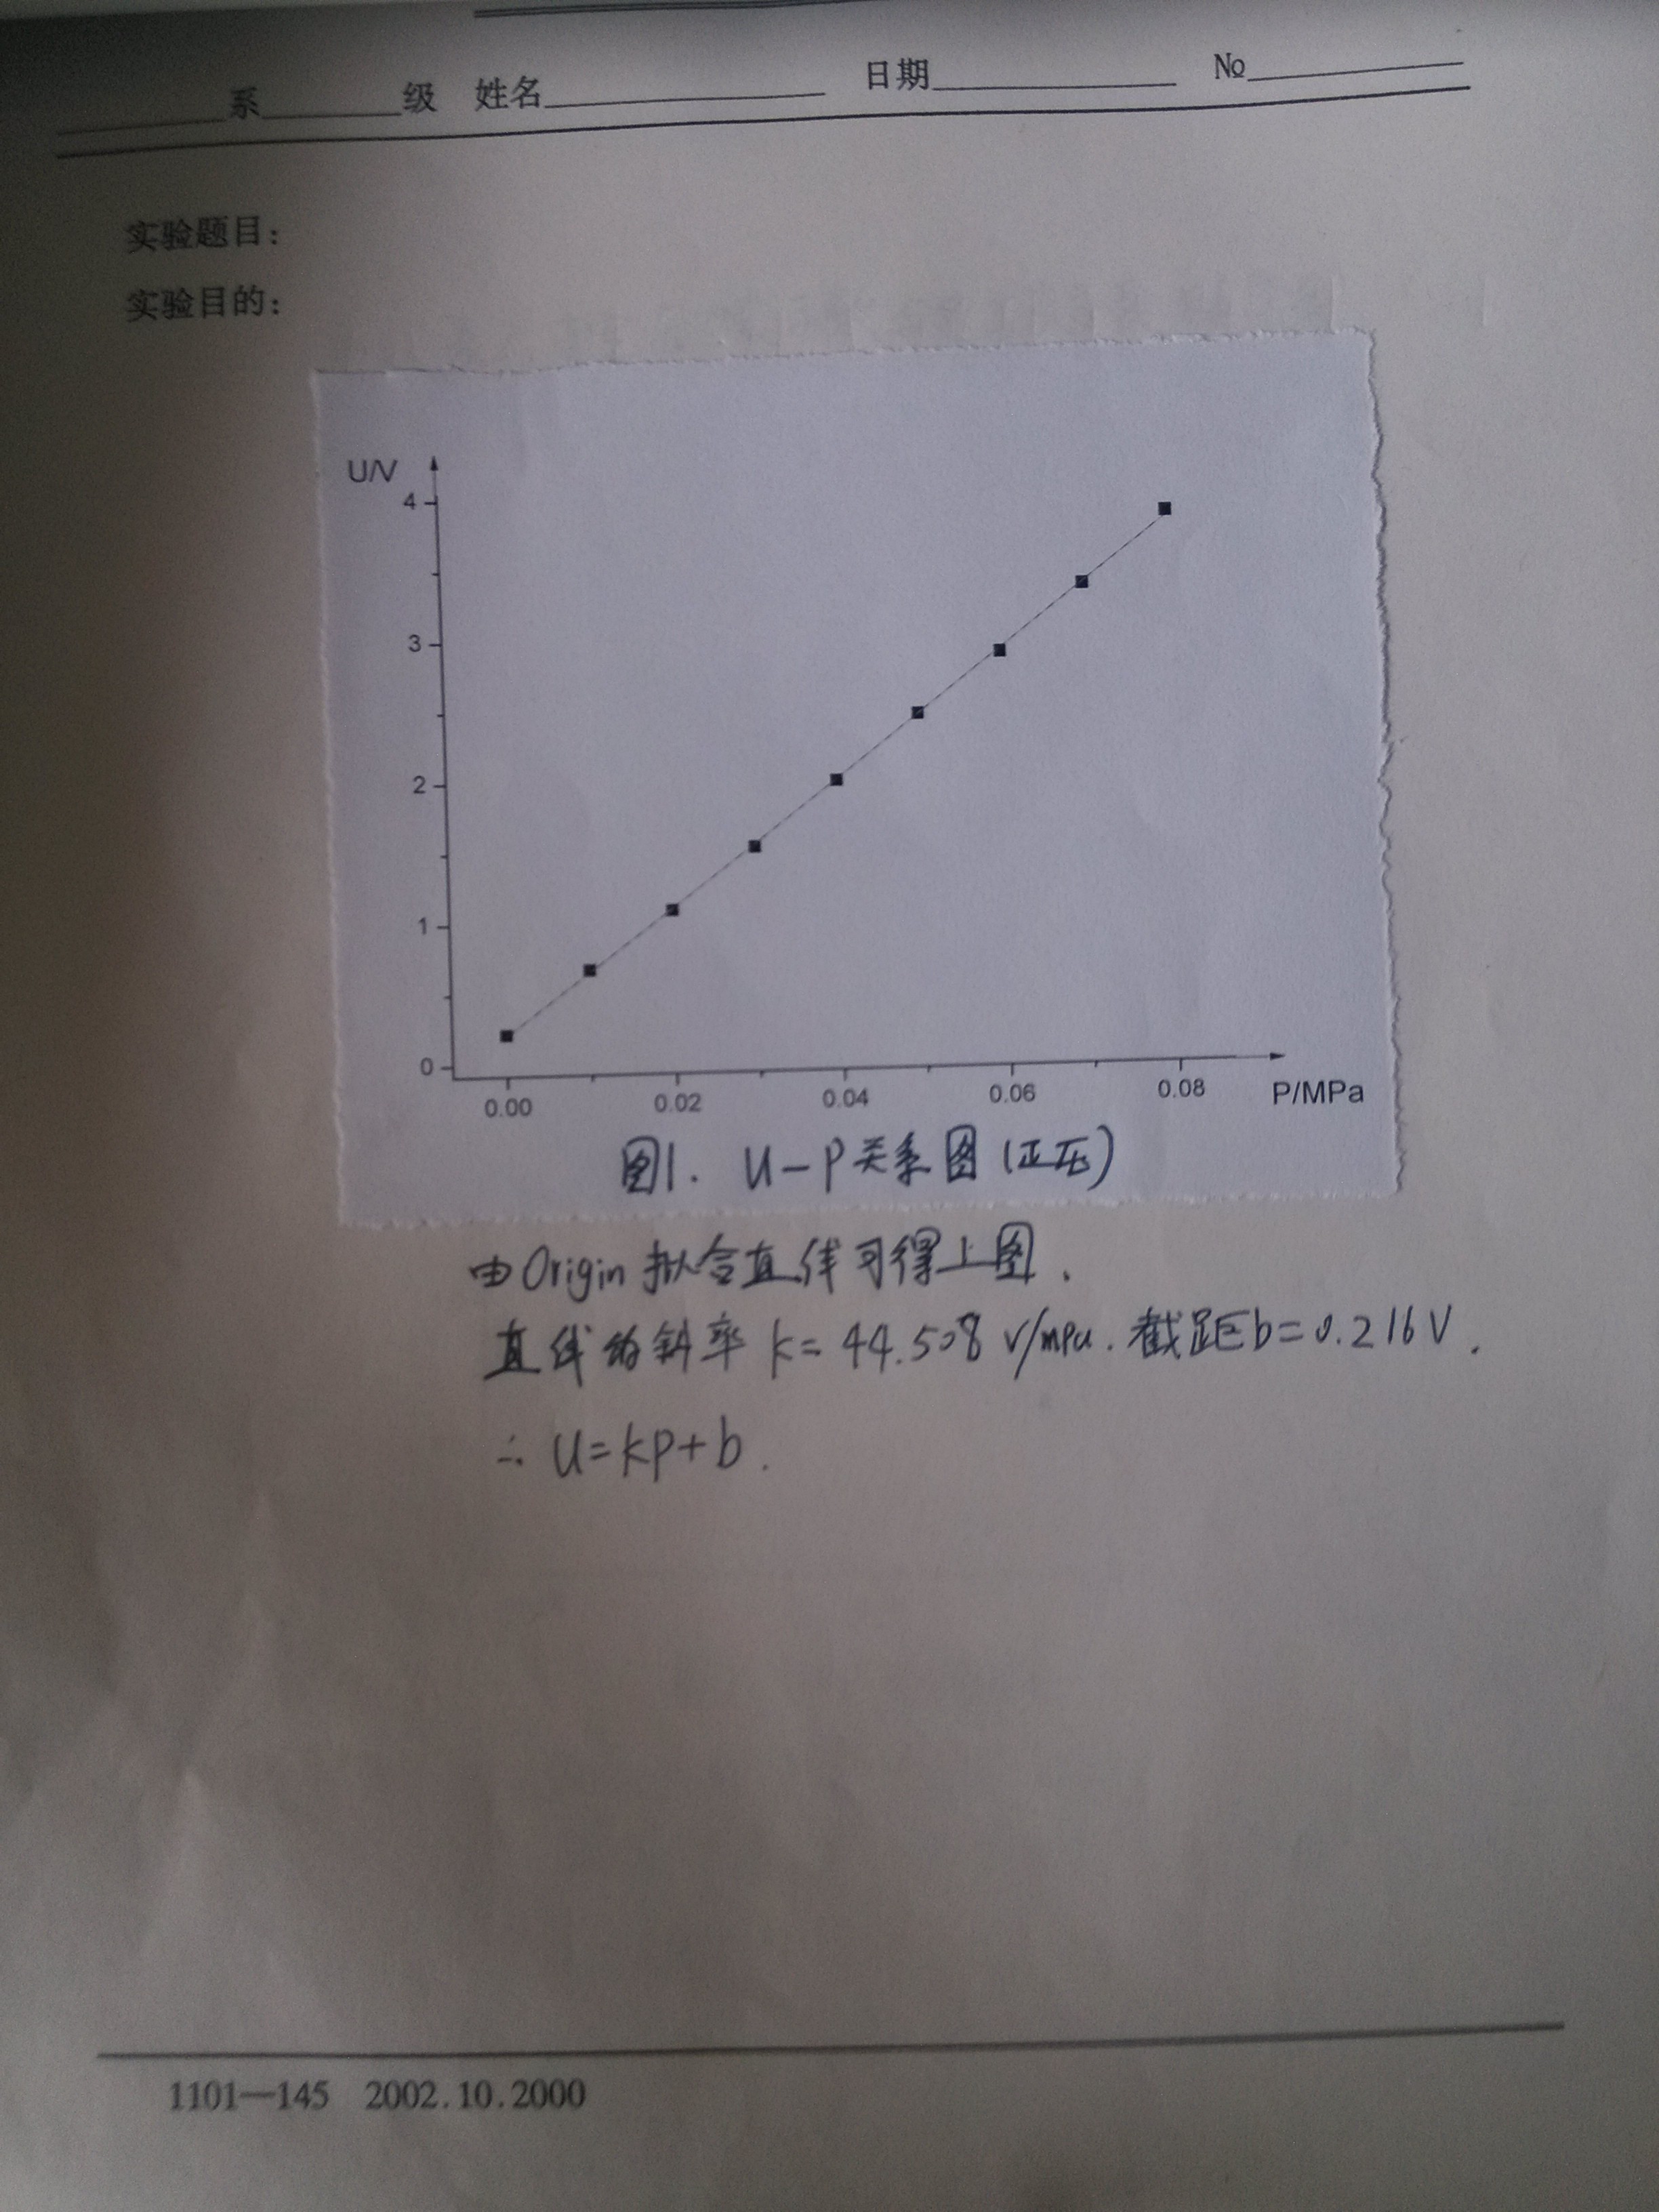 系 级 姓名 日期 №
实验题目:
实验目的:
U/V
4
3
2
1
0
0.00 0.02 0.04 0.06 0.08 P/MPa
图1. U-P关系图(正压)
由Origin拟合直线可得上图.
直线的斜率 k=44.508 V/mpa. 截距b=0.216V.
∴ U=kp+b.
1101—145 2002.10.2000